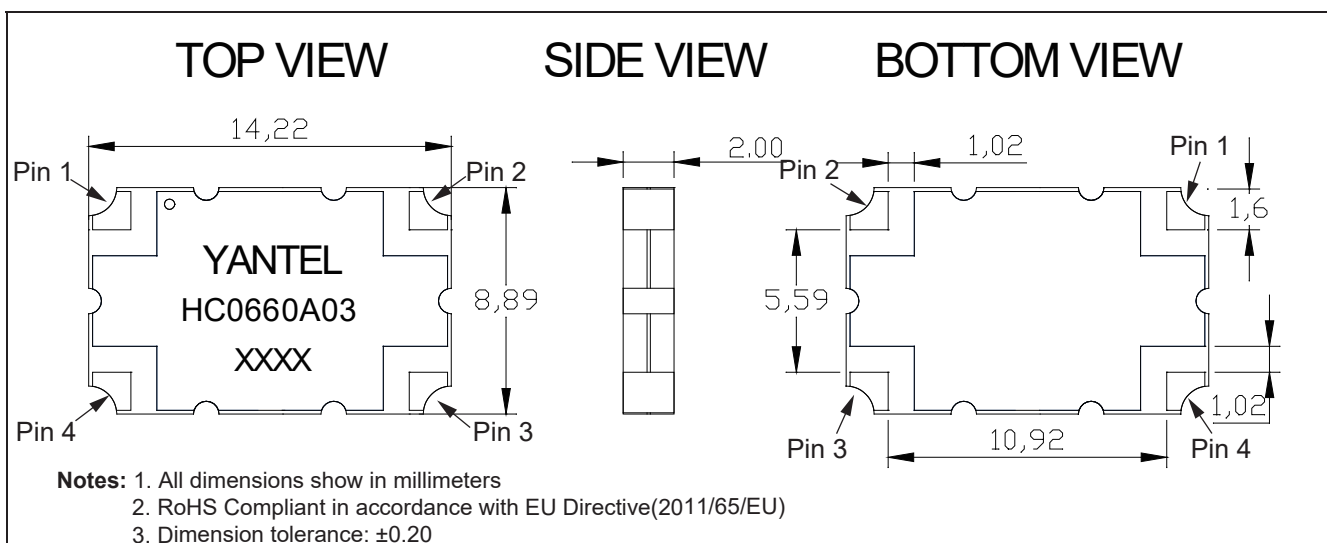 TOP VIEW
SIDE VIEW
BOTTOM VIEW
14,22
Pin 1
Pin 2
YANTEL
HC0660A03
XXXX
8,89
Pin 4
Pin 3
2.00
1,02
Pin 2
Pin 1
1,6
5,59
1,02
Pin 3
10,92
Pin 4
Notes: 1. All dimensions show in millimeters
2. RoHS Compliant in accordance with EU Directive(2011/65/EU)
3. Dimension tolerance: ±0.20